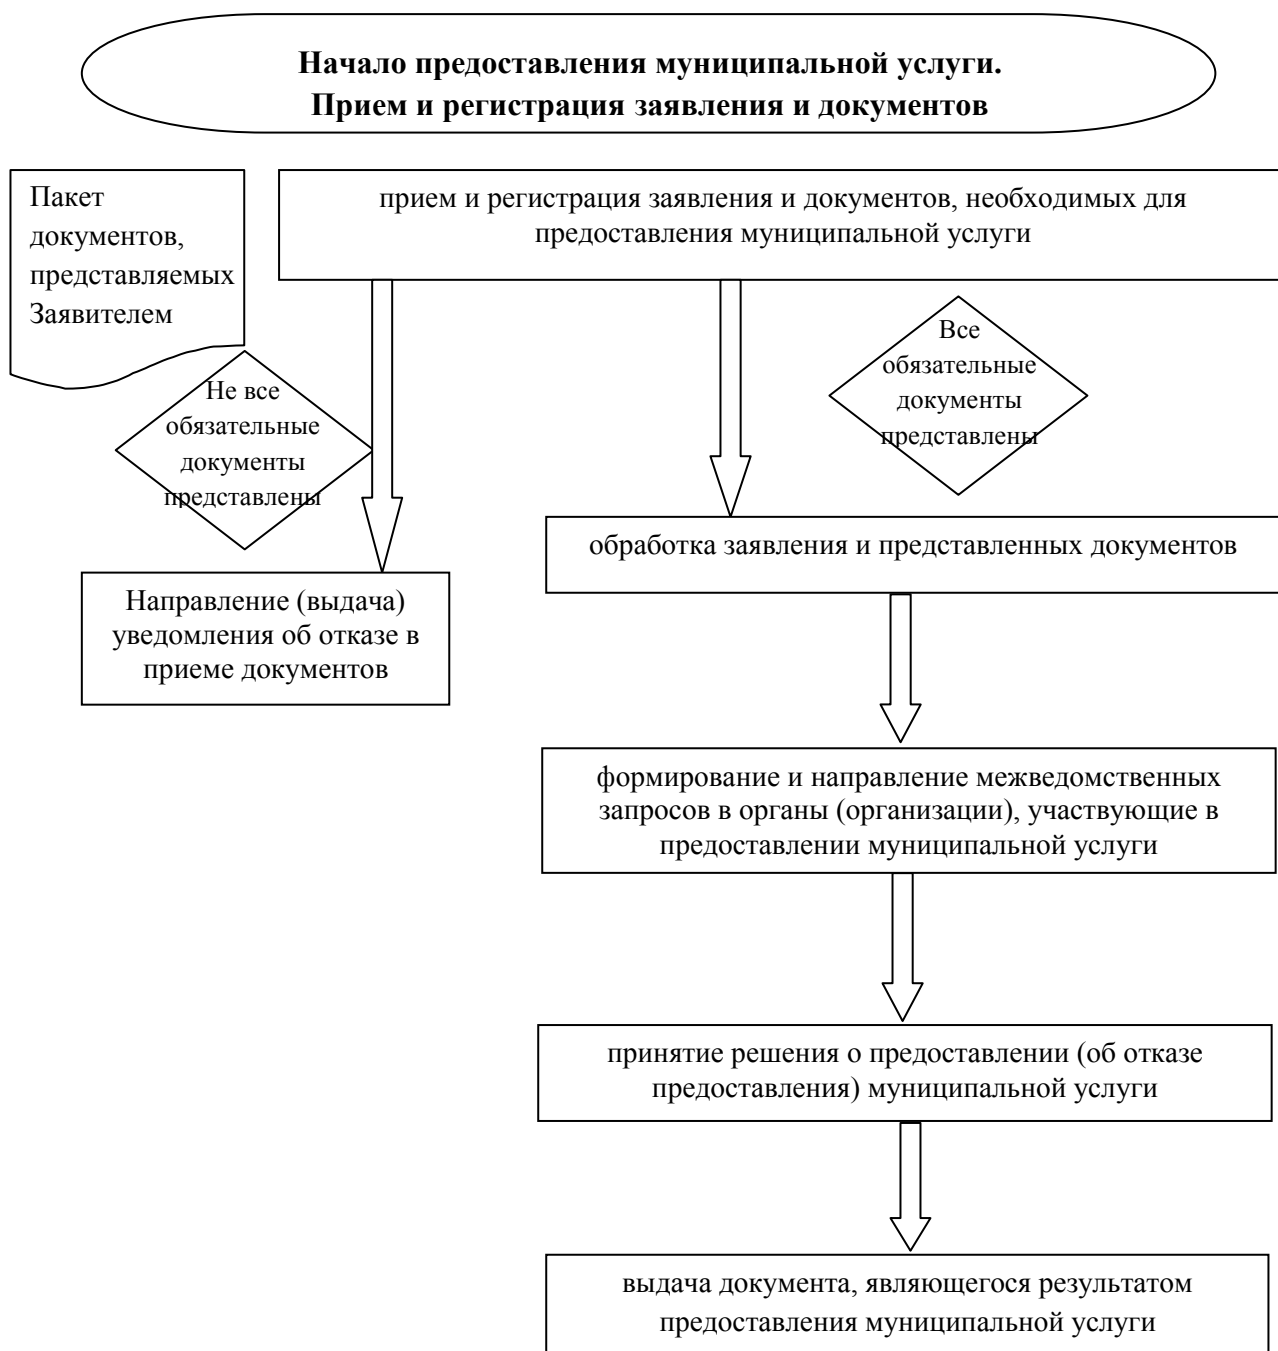 Начало предоставления муниципальной услуги.
Прием и регистрация заявления и документов
Пакет
документов,
представляемых
Заявителем
прием и регистрация заявления и документов, необходимых для
предоставления муниципальной услуги
Все
обязательные
документы
представлены
Не все
обязательные
документы
представлены
обработка заявления и представленных документов
Направление (выдача)
уведомления об отказе в
приеме документов
формирование и направление межведомственных
запросов в органы (организации), участвующие в
предоставлении муниципальной услуги
принятие решения о предоставлении (об отказе
предоставления) муниципальной услуги
выдача документа, являющегося результатом
предоставления муниципальной услуги